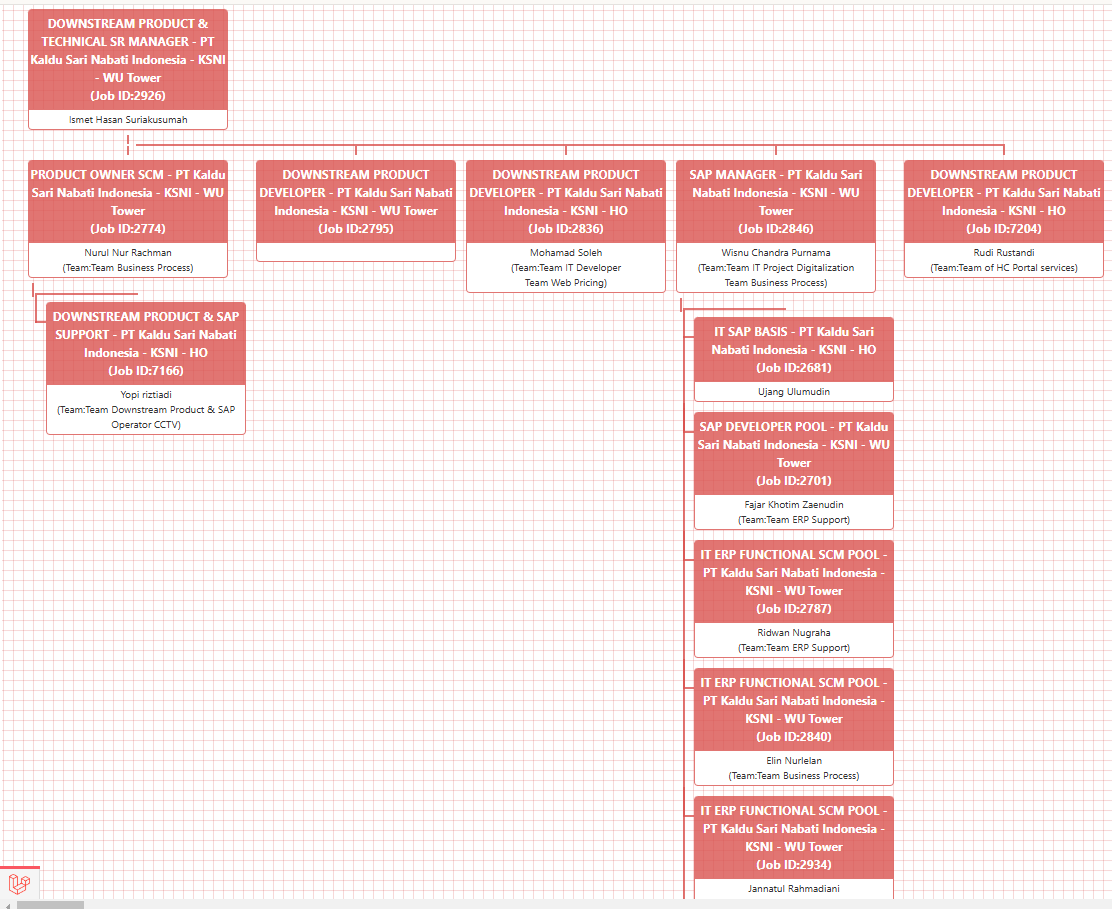 DOWNSTREAM PRODUCT &
TECHNICAL SR MANAGER - PT
Kaldu Sari Nabati Indonesia - KSNI
- WU Tower
(Job ID:2926)
Ismet Hasan Suriakusumah
PRODUCT OWNER SCM - PT Kaldu
Sari Nabati Indonesia - KSNI - WU
Tower
(Job ID:2774)
Nurul Nur Rachman
(Team:Team Business Process)
DOWNSTREAM PRODUCT & SAP
SUPPORT - PT Kaldu Sari Nabati
Indonesia - KSNI - HO
(Job ID:7166)
Yopi riztiadi
(Team:Team Downstream Product & SAP
Operator CCTV)
DOWNSTREAM PRODUCT
DEVELOPER - PT Kaldu Sari Nabati
Indonesia - KSNI - WU Tower
(Job ID:2795)
DOWNSTREAM PRODUCT
DEVELOPER - PT Kaldu Sari Nabati
Indonesia - KSNI - HO
(Job ID:2836)
Mohamad Soleh
(Team:Team IT Developer
Team Web Pricing)
SAP MANAGER - PT Kaldu Sari
Nabati Indonesia - KSNI - WU
Tower
(Job ID:2846)
Wisnu Chandra Purnama
(Team:Team IT Project Digitalization
Team Business Process)
IT SAP BASIS - PT Kaldu Sari
Nabati Indonesia - KSNI - HO
(Job ID:2681)
Ujang Ulumudin
SAP DEVELOPER POOL - PT Kaldu
Sari Nabati Indonesia - KSNI - WU
Tower
(Job ID:2701)
Fajar Khotim Zaenudin
(Team:Team ERP Support)
IT ERP FUNCTIONAL SCM POOL -
PT Kaldu Sari Nabati Indonesia -
KSNI - WU Tower
(Job ID:2787)
Ridwan Nugraha
(Team:Team ERP Support)
IT ERP FUNCTIONAL SCM POOL -
PT Kaldu Sari Nabati Indonesia -
KSNI - WU Tower
(Job ID:2840)
Elin Nurlelan
(Team:Team Business Process)
IT ERP FUNCTIONAL SCM POOL -
PT Kaldu Sari Nabati Indonesia -
KSNI - WU Tower
(Job ID:2934)
Jannatul Rahmadiani
DOWNSTREAM PRODUCT
DEVELOPER - PT Kaldu Sari Nabati
Indonesia - KSNI - HO
(Job ID:7204)
Rudi Rustandi
(Team:Team of HC Portal services)